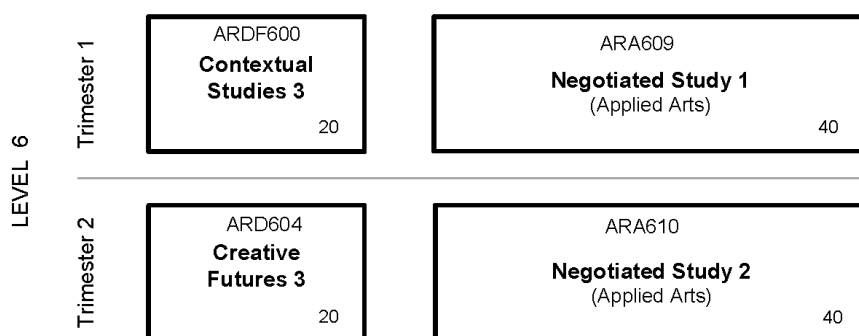 LEVEL 6
Trimester 1
ARDF600
Contextual
Studies 3
20
ARA609
Negotiated Study 1
(Applied Arts)
40
Trimester 2
ARD604
Creative
Futures 3
20
ARA610
Negotiated Study 2
(Applied Arts)
40